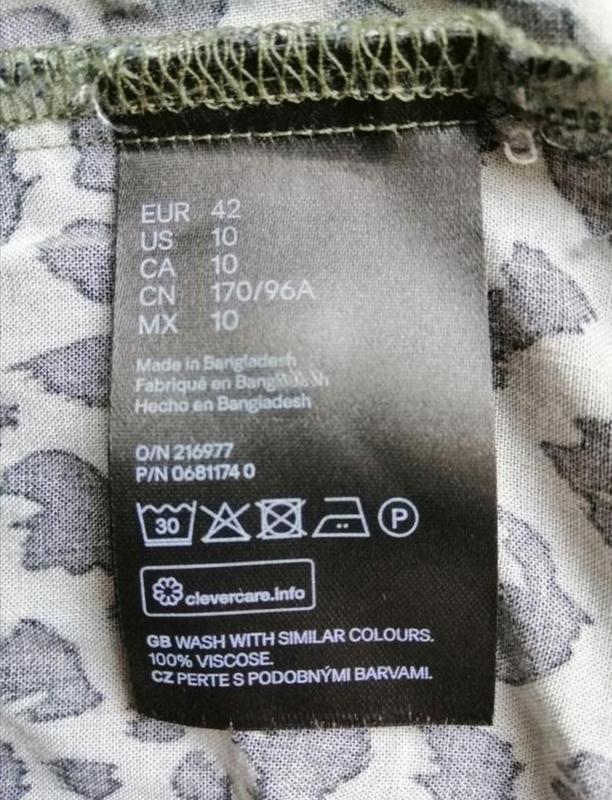 EUR 42
US 10
CA 10
CN 170/96A
MX 10
Made in Bangladesh
Fabriqué en Bangladesh
Hecho en Bangladesh
O/N 216977
P/N 0681174 0
30 P
clevercare.info
GB WASH WITH SIMILAR COLOURS.
100% VISCOSE.
CZ PERTE S PODOBNÝMI BARVAMI.